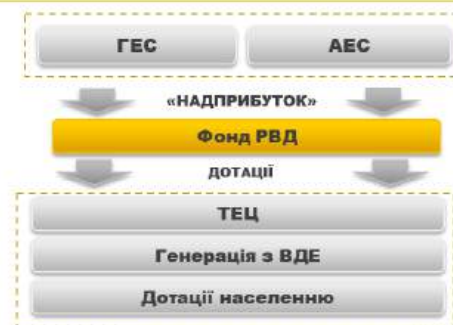 ГЕС АЕС
«НАДПРИБУТОК»
Фонд РВД
ДОТАЦІЇ
ТЕЦ
Генерація з ВДЕ
Дотації населенню